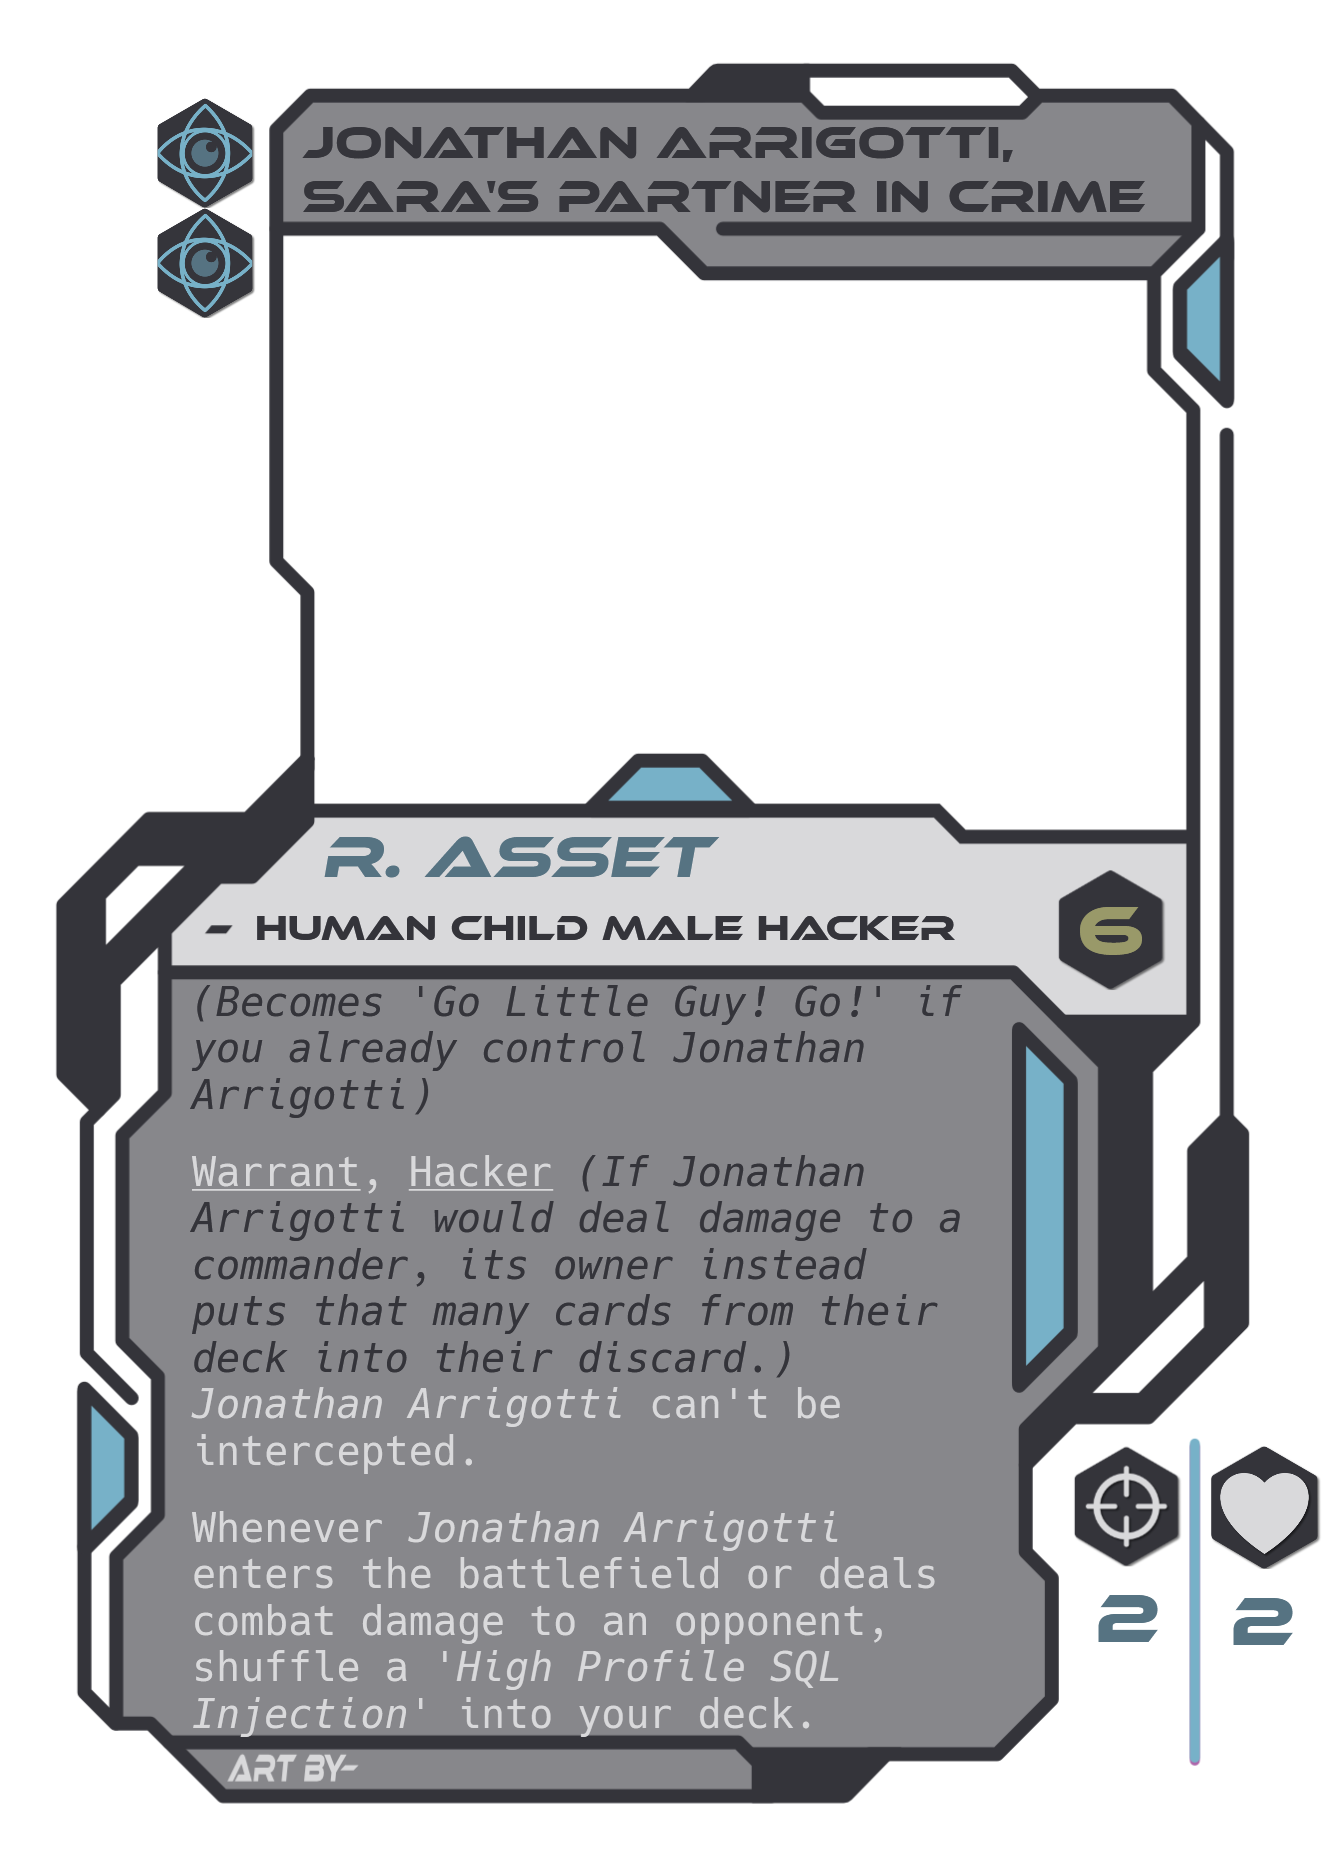 JONATHAN ARRIGOTTI,
SARA'S PARTNER IN CRIME
R. ASSET
- HUMAN CHILD MALE HACKER
6
(Becomes 'Go Little Guy! Go!' if
you already control Jonathan
Arrigotti)
Warrant, Hacker (If Jonathan
Arrigotti would deal damage to a
commander, its owner instead
puts that many cards from their
deck into their discard.)
Jonathan Arrigotti can't be
intercepted.
Whenever Jonathan Arrigotti
enters the battlefield or deals
combat damage to an opponent,
shuffle a 'High Profile SQL
Injection' into your deck.
2 2
ART BY-